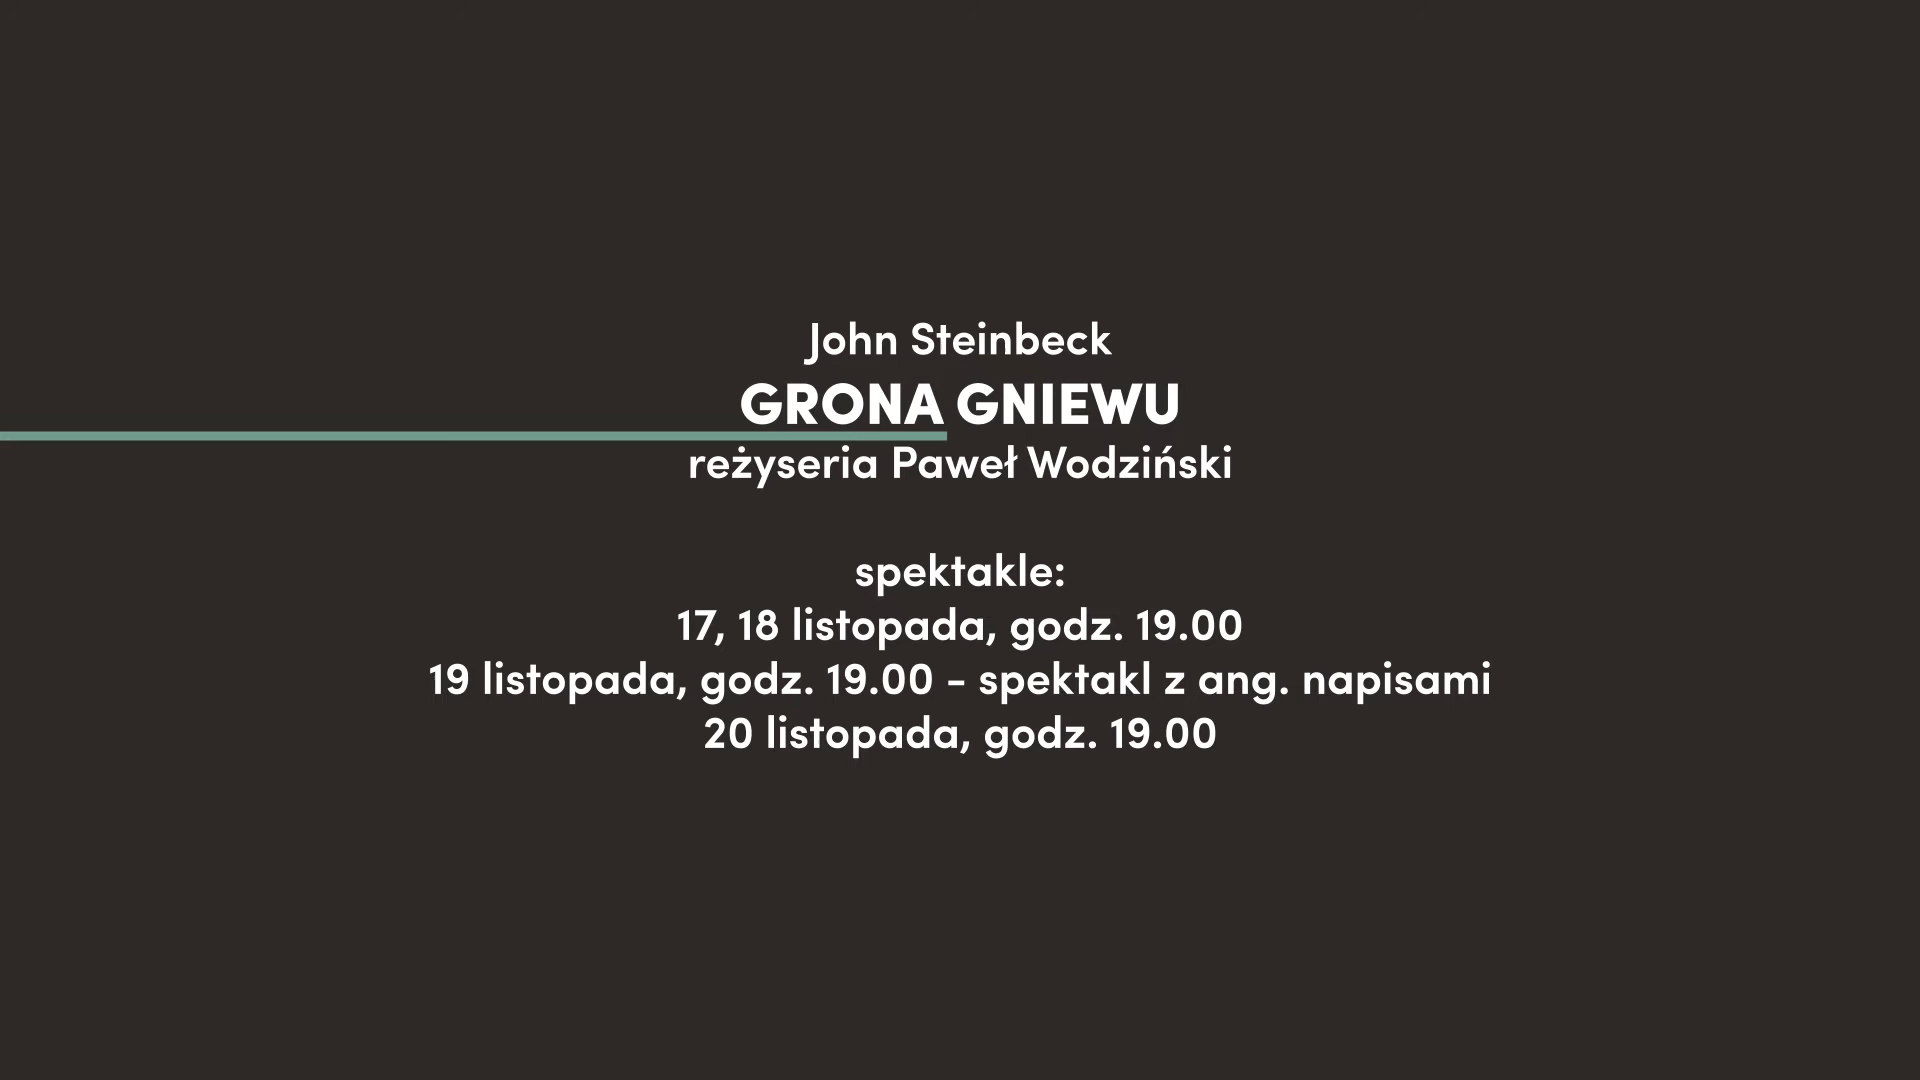 John Steinbeck
GRONA GNIEWU
reżyseria Paweł Wodziński
spektakle:
17, 18 listopada, godz. 19.00
19 listopada, godz. 19.00 - spektakl z ang. napisami
20 listopada, godz. 19.00